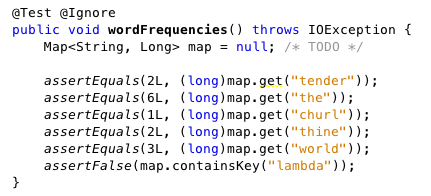 @Test @Ignore
public void wordFrequencies() throws IOException {
    Map<String, Long> map = null; /* TODO */

    assertEquals(2L, (long)map.get("tender"));
    assertEquals(6L, (long)map.get("the"));
    assertEquals(1L, (long)map.get("churl"));
    assertEquals(2L, (long)map.get("thine"));
    assertEquals(3L, (long)map.get("world"));
    assertFalse(map.containsKey("lambda"));
}